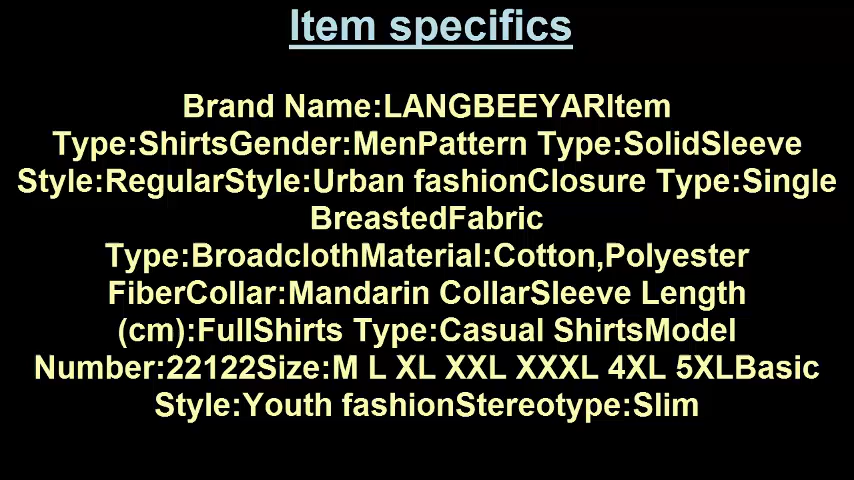 Item specifics
Brand Name:LANGBEEYARItem
Type:ShirtsGender:MenPattern Type:SolidSleeve
Style:RegularStyle:Urban fashionClosure Type:Single
BreastedFabric
Type:BroadclothMaterial:Cotton,Polyester
FiberCollar:Mandarin CollarSleeve Length
(cm):FullShirts Type:Casual ShirtsModel
Number:22122Size:M L XL XXL XXXL 4XL 5XLBasic
Style:Youth fashionStereotype:Slim